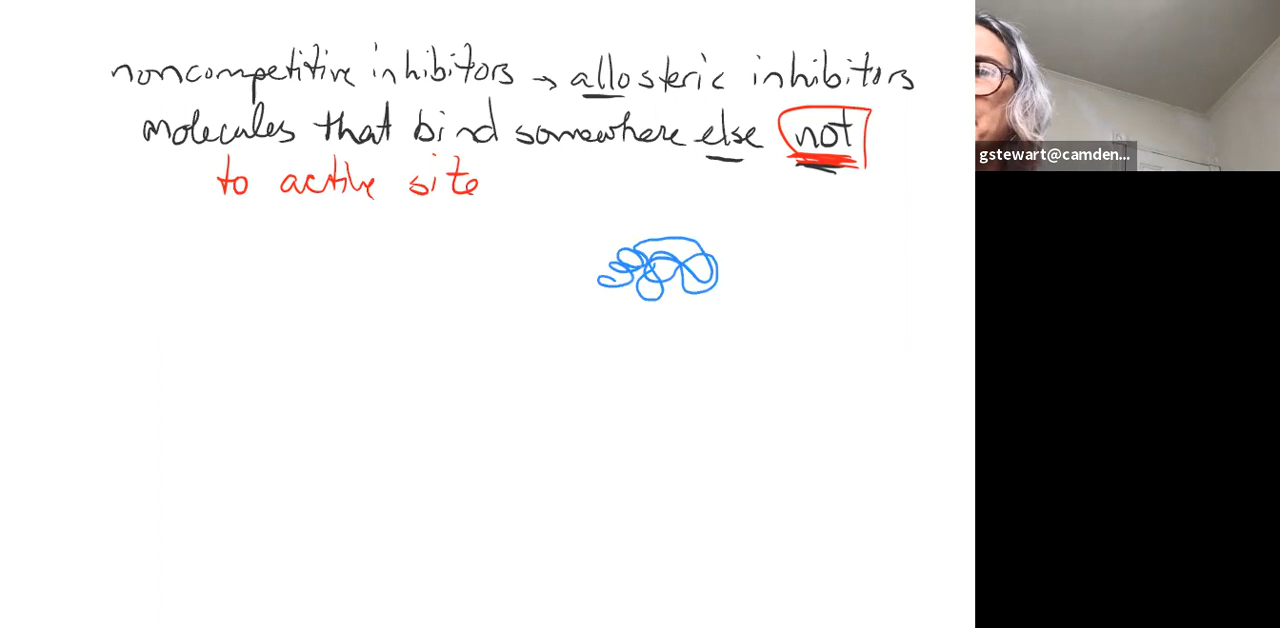 noncompetitive inhibitors → allosteric inhibitors
molecules that bind somewhere else not
to active site
gstewart@camden...